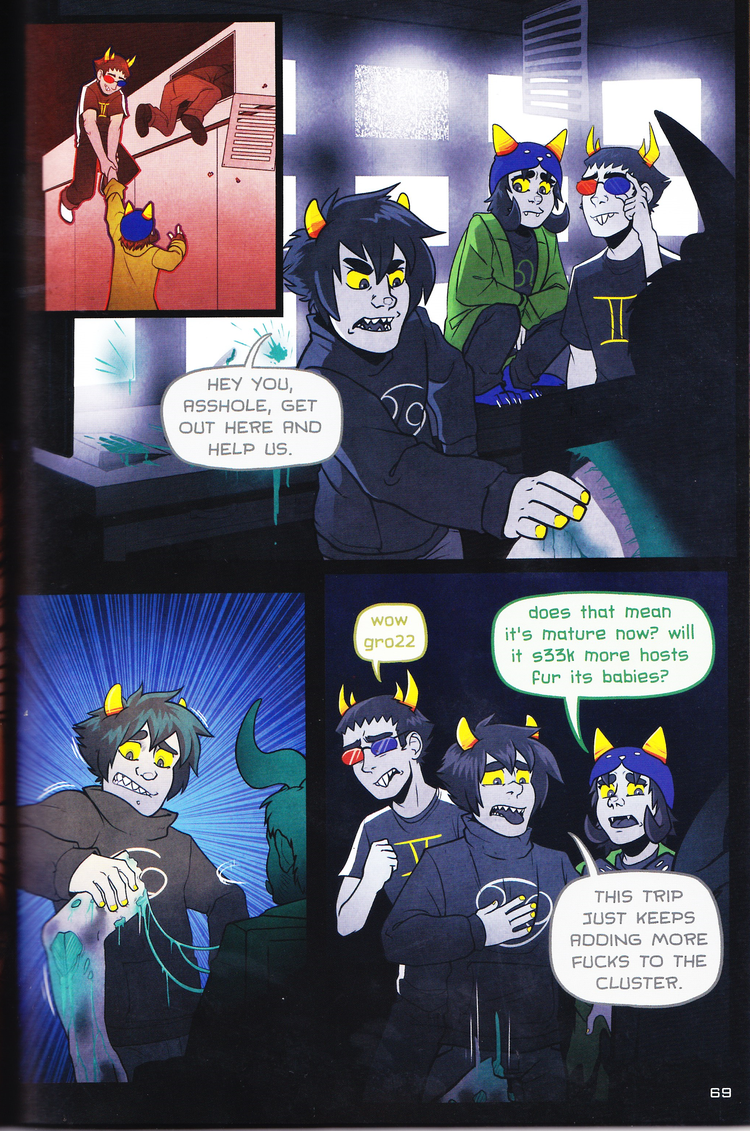 HEY YOU,
ASSHOLE, GET
OUT HERE AND
HELP US.
wow
gro22
does that mean
it's mature now? will
it s33k more hosts
fur its babies?
THIS TRIP
JUST KEEPS
ADDING MORE
FUCKS TO THE
CLUSTER.
69